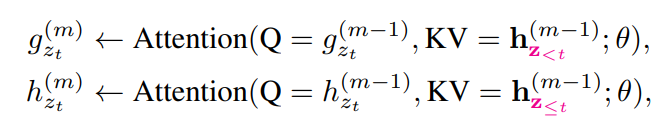 g_{z_t}^{(m)} ← Attention(Q = g_{z_t}^{(m-1)}, KV = h_{z_{<t}}^{(m-1)}; θ),
h_{z_t}^{(m)} ← Attention(Q = h_{z_t}^{(m-1)}, KV = h_{z_{≤t}}^{(m-1)}; θ),